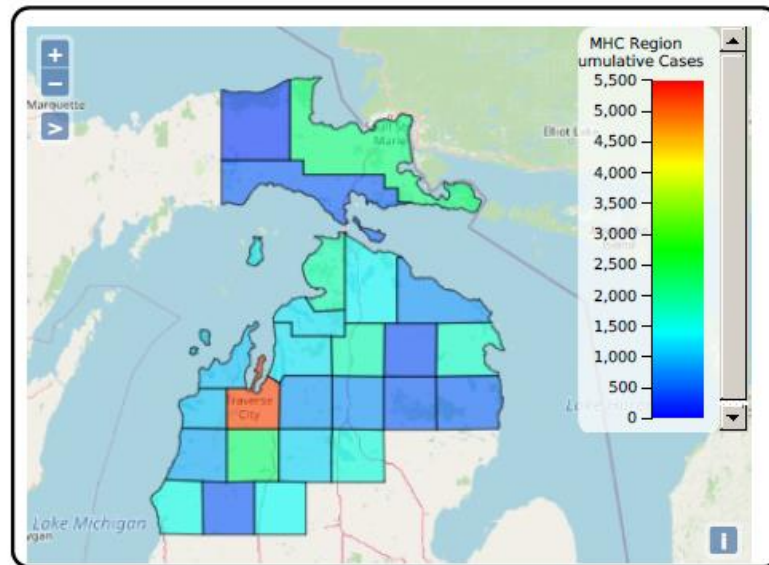 +
−
>
Marquette
Marie
Elliot
MHC Region
umulative Cases
5,500
5,000
4,500
4,000
3,500
3,000
2,500
2,000
1,500
1,000
500
0
Traverse
City
Lake Michigan
i